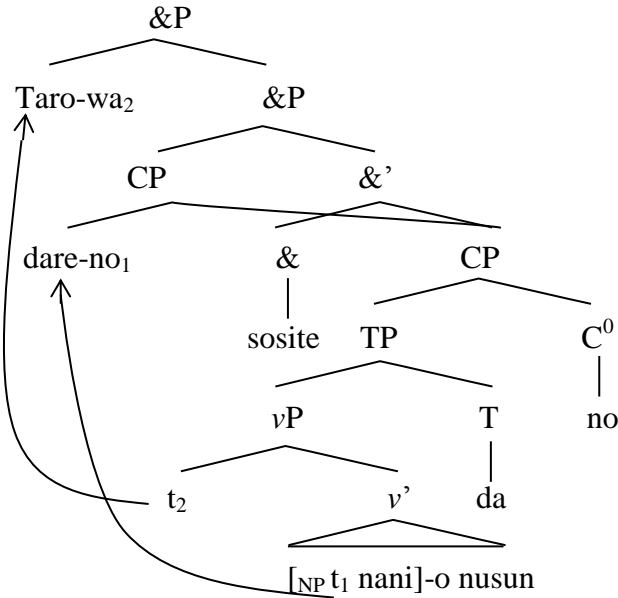 &P
Taro-wa₂ &P
CP &’
dare-no₁ & CP
sosite TP C⁰
vP T no
t₂ v’ da
[NP t₁ nani]-o nusun